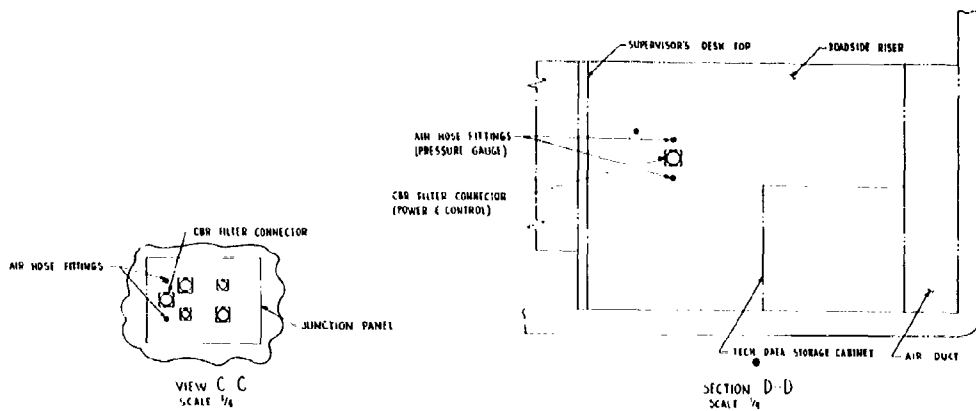 SUPERVISOR'S DESK TOP
ROADSIDE RISER
AIR HOSE FITTINGS
(PRESSURE GAUGE)
CBR FILTER CONNECTOR
(POWER & CONTROL)
CBR FILTER CONNECTOR
AIR HOSE FITTINGS
JUNCTION PANEL
TECH DATA STORAGE CABINET
AIR DUCT
VIEW C C
SCALE 1/4
SECTION D-D
SCALE 1/4